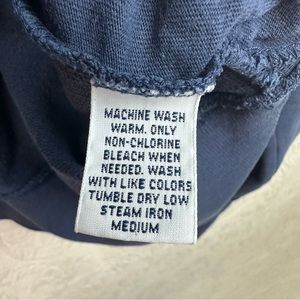 MACHINE WASH
WARM. ONLY
NON-CHLORINE
BLEACH WHEN
NEEDED. WASH
WITH LIKE COLORS
TUMBLE DRY LOW
STEAM IRON
MEDIUM